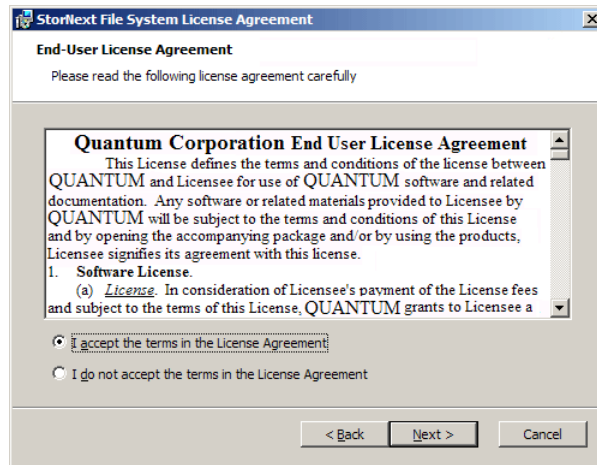 StorNext File System License Agreement
End-User License Agreement
Please read the following license agreement carefully
Quantum Corporation End User License Agreement
This License defines the terms and conditions of the license between
QUANTUM and Licensee for use of QUANTUM software and related
documentation. Any software or related materials provided to Licensee by
QUANTUM will be subject to the terms and conditions of this License
and by opening the accompanying package and/or by using the products,
Licensee signifies its agreement with this license.
1. Software License.
(a) License. In consideration of Licensee's payment of the License fees
and subject to the terms of this License, QUANTUM grants to Licensee a
I accept the terms in the License Agreement
I do not accept the terms in the License Agreement
< Back Next > Cancel